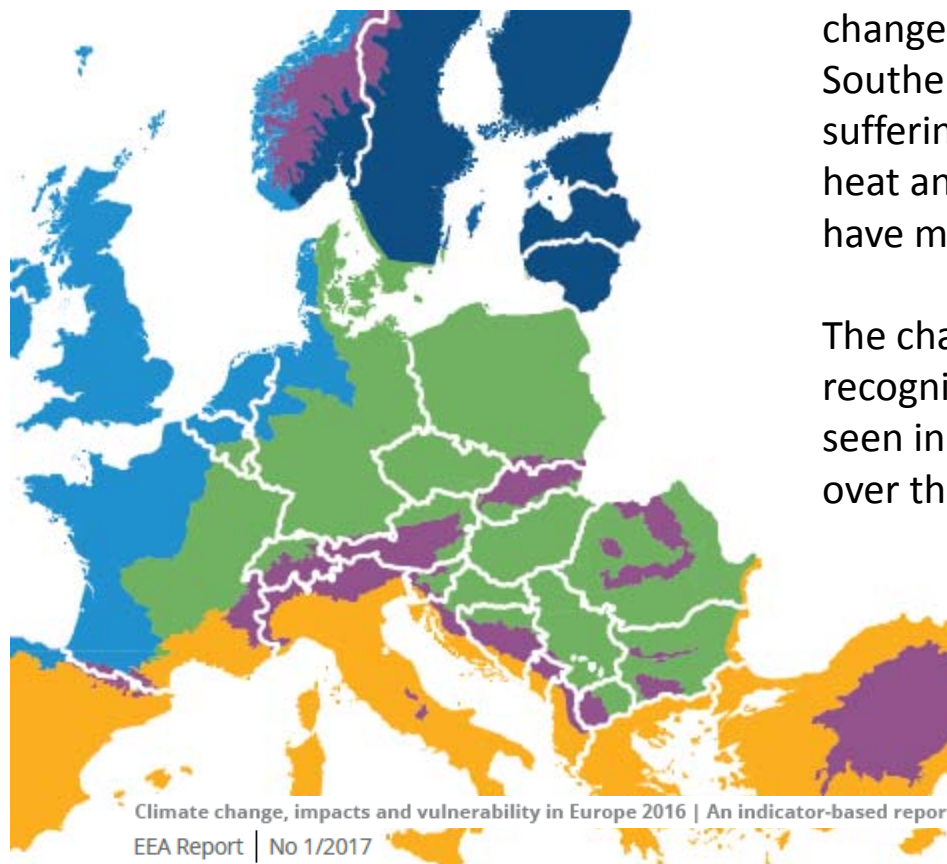 change
Southe
sufferin
heat an
have m
The cha
recogni
seen in
over th
Climate change, impacts and vulnerability in Europe 2016 | An indicator-based repor
EEA Report | No 1/2017